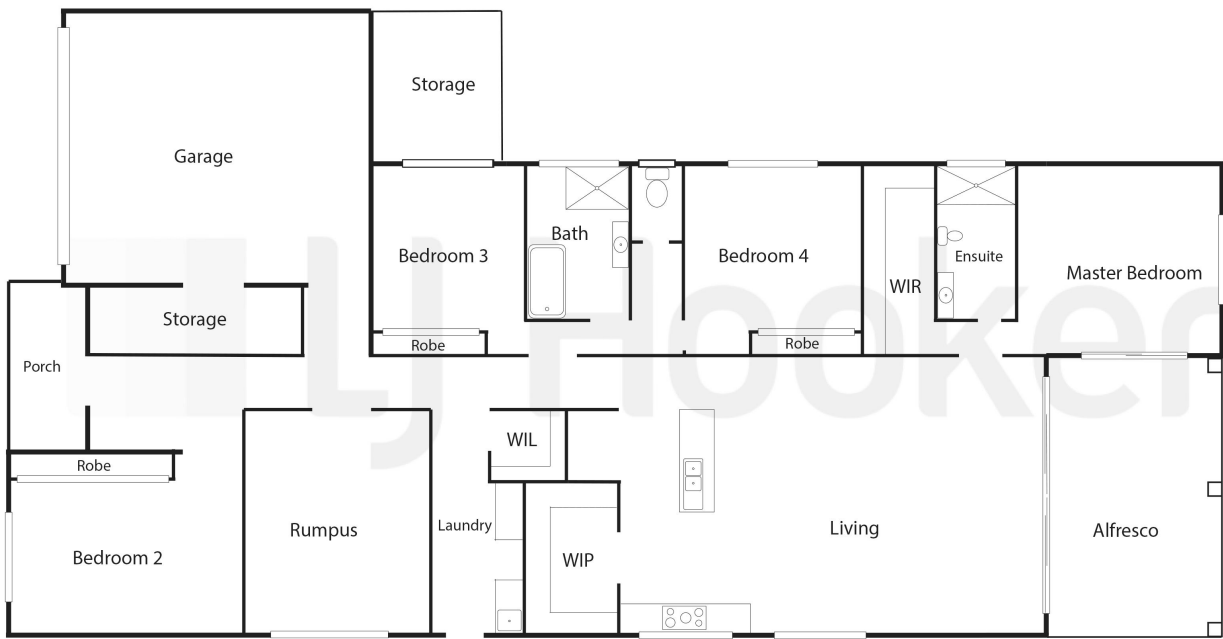 Storage
Garage
Bath
Bedroom 3
Bedroom 4
Ensuite
Master Bedroom
WIR
Storage
Robe
Robe
Porch
LJ Hooker
WIL
Robe
Laundry
Rumpus
Living
Alfresco
Bedroom 2
WIP